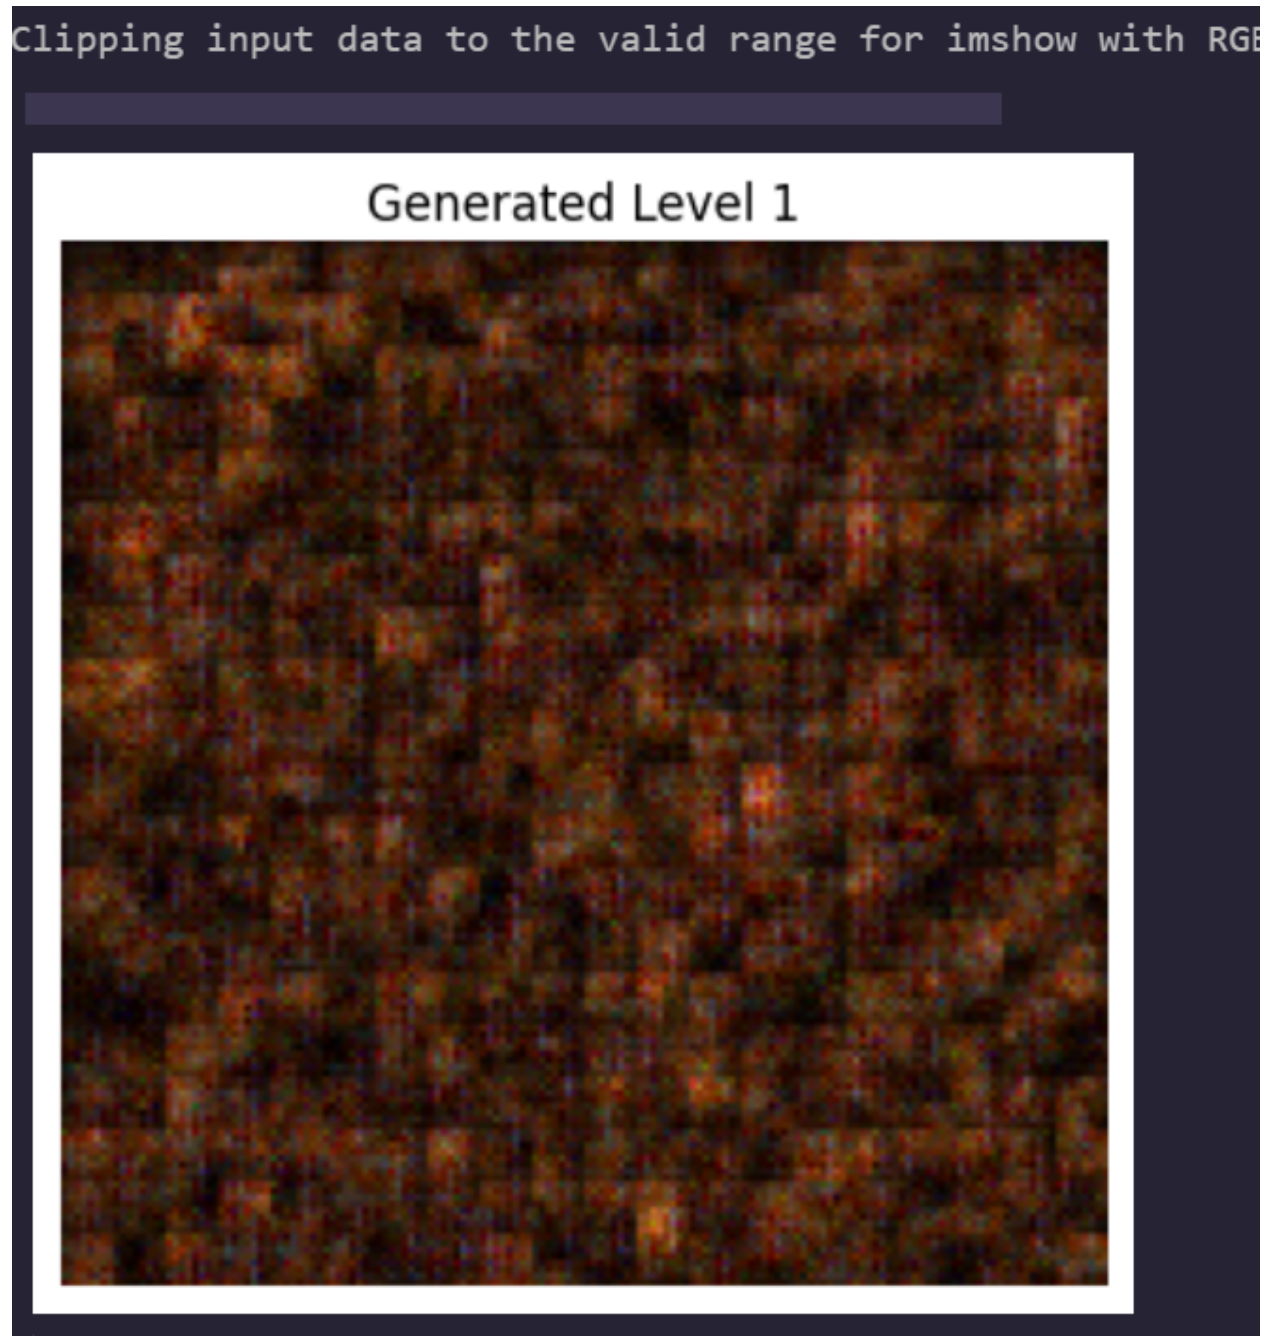 Clipping input data to the valid range for imshow with RGB
Generated Level 1